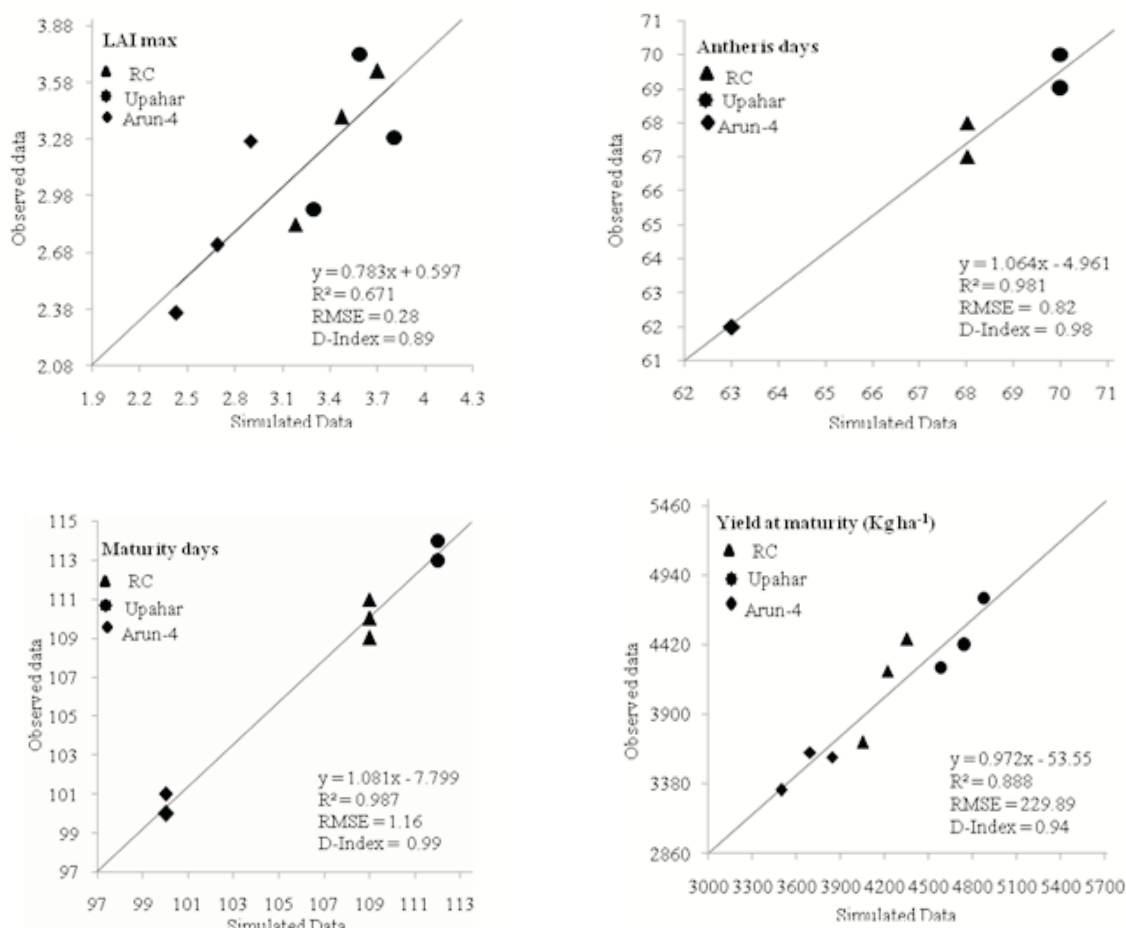 LAI max
RC
Upahar
Arun-4
3.88
3.58
3.28
2.98
2.68
2.38
2.08
Observed data
y = 0.783x + 0.597
R² = 0.671
RMSE = 0.28
D-Index = 0.89
1.9 2.2 2.5 2.8 3.1 3.4 3.7 4 4.3
Simulated Data
Antheris days
RC
Upahar
Arun-4
71
70
69
68
67
66
65
62
63
62
61
Observed data
y = 1.064x - 4.961
R² = 0.981
RMSE = 0.82
D-Index = 0.98
62 63 64 65 66 67 68 69 70 71
Simulated Data
Maturity days
RC
Upahar
Arun-4
115
113
111
109
107
105
103
101
99
97
Observed data
y = 1.081x - 7.799
R² = 0.987
RMSE = 1.16
D-Index = 0.99
97 99 101 103 105 107 109 111 113
Simulated Data
Yield at maturity (Kg ha⁻¹)
RC
Upahar
Arun-4
5460
4940
4420
3900
3380
2860
Observed data
y = 0.972x - 53.55
R² = 0.888
RMSE = 229.89
D-Index = 0.94
3000 3300 3600 3900 4200 4500 4800 5100 5400 5700
Simulated Data